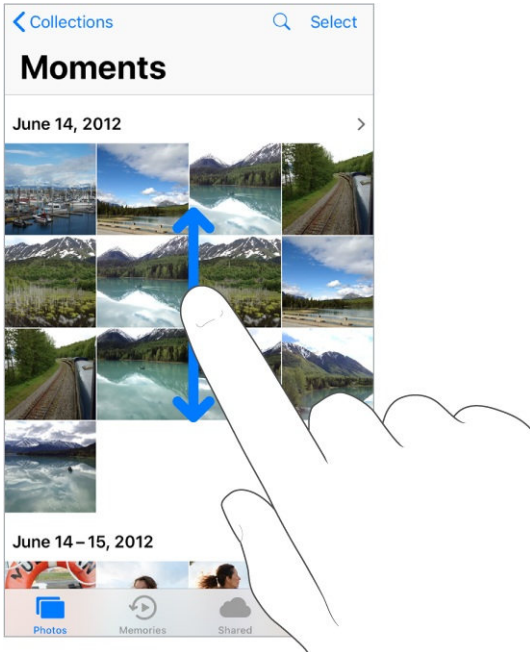 Collections
Select
Moments
June 14, 2012
June 14 – 15, 2012
Photos
Memories
Shared